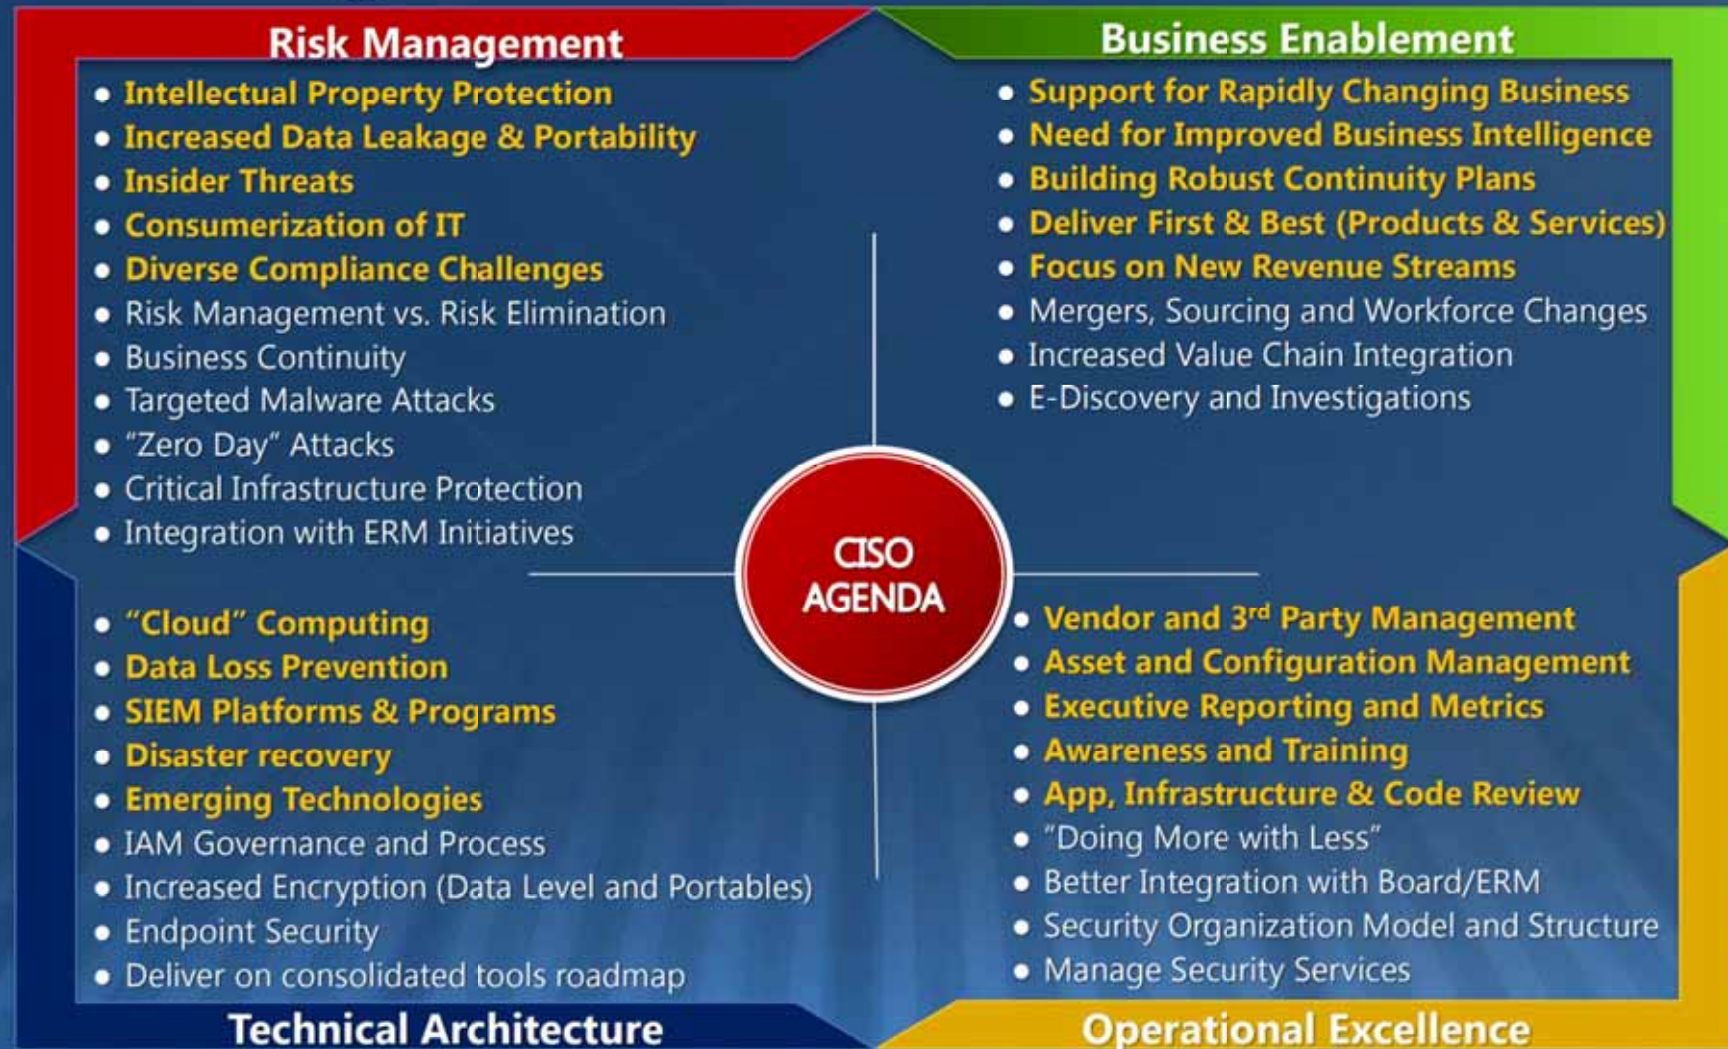 Risk Management
• Intellectual Property Protection
• Increased Data Leakage & Portability
• Insider Threats
• Consumerization of IT
• Diverse Compliance Challenges
• Risk Management vs. Risk Elimination
• Business Continuity
• Targeted Malware Attacks
• "Zero Day" Attacks
• Critical Infrastructure Protection
• Integration with ERM Initiatives
Business Enablement
• Support for Rapidly Changing Business
• Need for Improved Business Intelligence
• Building Robust Continuity Plans
• Deliver First & Best (Products & Services)
• Focus on New Revenue Streams
• Mergers, Sourcing and Workforce Changes
• Increased Value Chain Integration
• E-Discovery and Investigations
CISO
AGENDA
• "Cloud" Computing
• Data Loss Prevention
• SIEM Platforms & Programs
• Disaster recovery
• Emerging Technologies
• IAM Governance and Process
• Increased Encryption (Data Level and Portables)
• Endpoint Security
• Deliver on consolidated tools roadmap
Technical Architecture
• Vendor and 3rd Party Management
• Asset and Configuration Management
• Executive Reporting and Metrics
• Awareness and Training
• App, Infrastructure & Code Review
• "Doing More with Less"
• Better Integration with Board/ERM
• Security Organization Model and Structure
• Manage Security Services
Operational Excellence